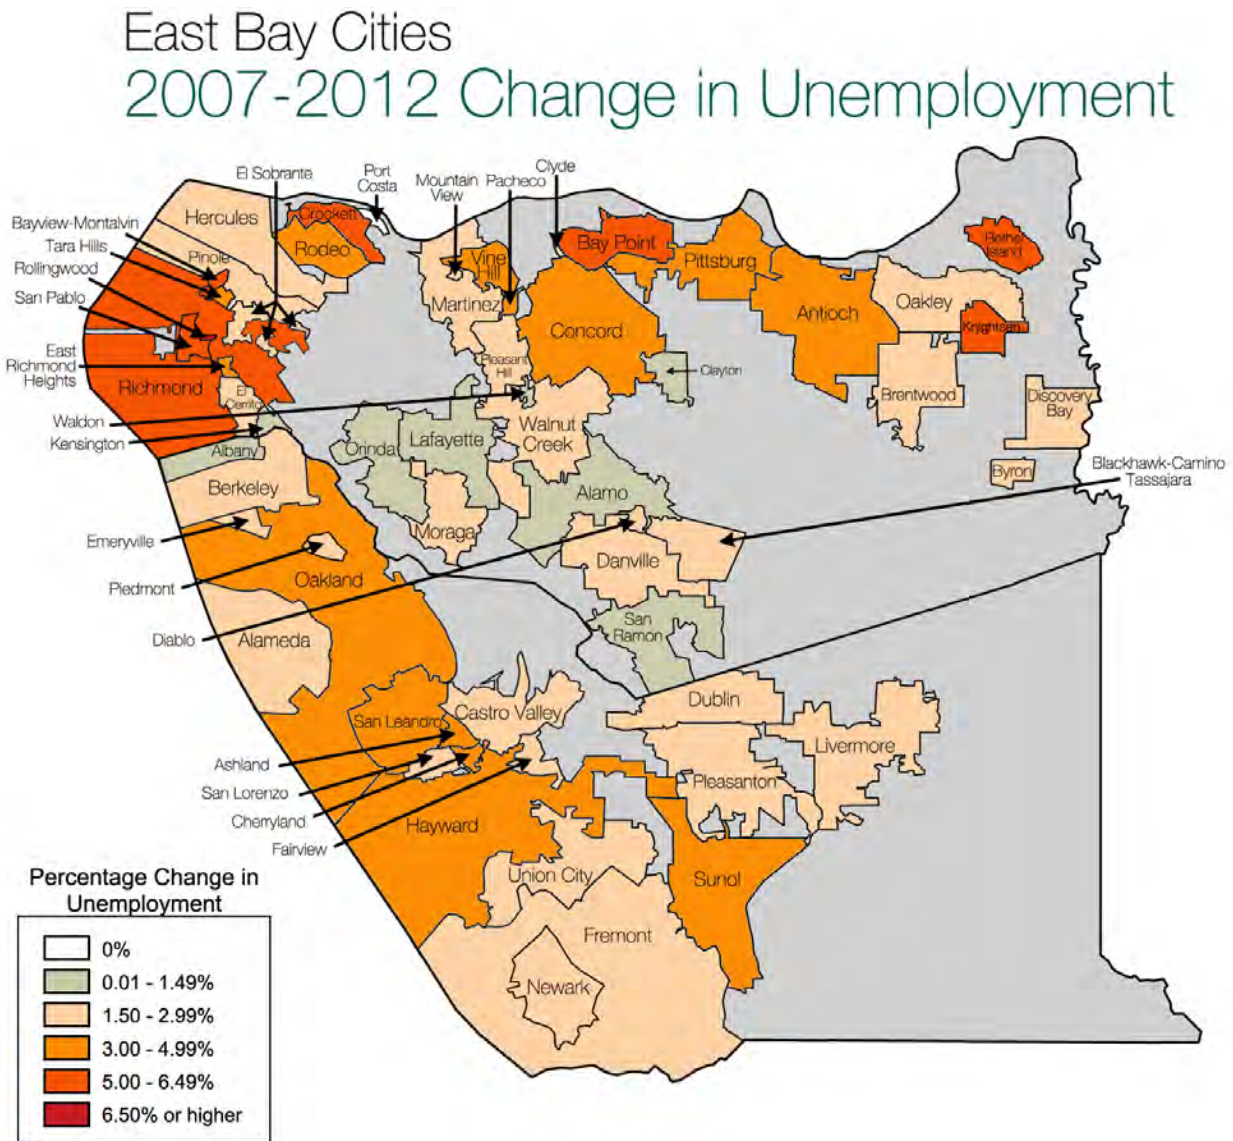 East Bay Cities
2007-2012 Change in Unemployment
El Sobrante
Port
Costa
Mountain
View
Pacheco
Clyde
Bayview-Montalvin
Tara Hills
Rollingwood
San Pablo
East
Richmond
Heights
Waldon
Kensington
Emeryville
Piedmont
Diablo
Ashland
San Lorenzo
Cherryland
Fairview
Blackhawk-Camino
Tassajara
Hercules
Pinole
Crockett
Rodeo
Vine
Hill
Martinez
Bay Point
Pittsburg
Antioch
Oakley
Bethel
Island
Knightsen
Concord
Clayton
Pleasant
Hill
Brentwood
Discovery
Bay
Byron
Richmond
El
Cerrito
Albany
Berkeley
Orinda
Lafayette
Walnut
Creek
Alamo
Moraga
Danville
Oakland
Alameda
San
Ramon
San Leandro
Castro Valley
Dublin
Livermore
Pleasanton
Hayward
Union City
Sunol
Fremont
Newark
Percentage Change in
Unemployment
0%
0.01 - 1.49%
1.50 - 2.99%
3.00 - 4.99%
5.00 - 6.49%
6.50% or higher